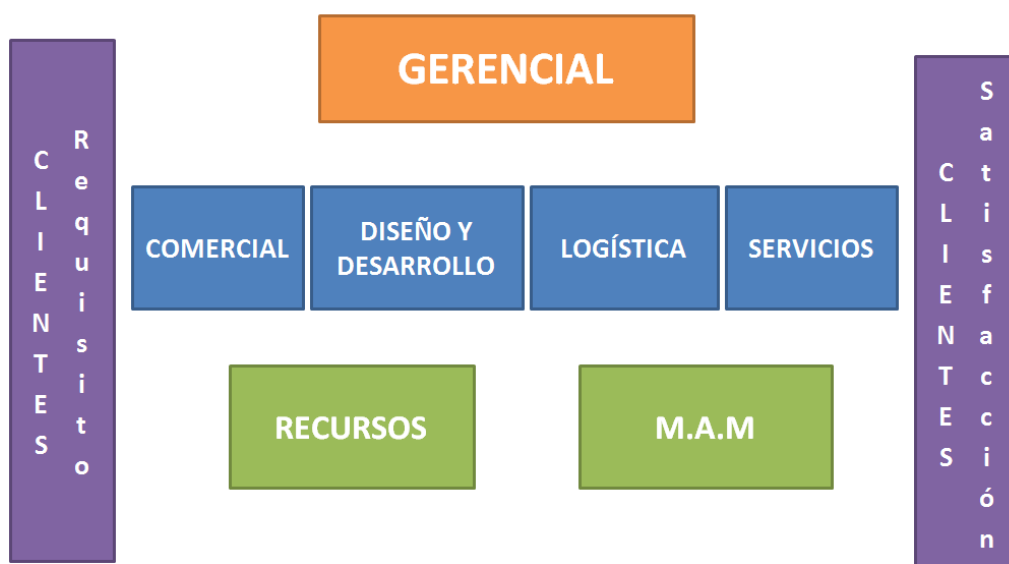 CLIENTES
Requisito
GERENCIAL
COMERCIAL
DISEÑO Y
DESARROLLO
LOGÍSTICA
SERVICIOS
RECURSOS
M.A.M
CLIENTES
Satisfacción